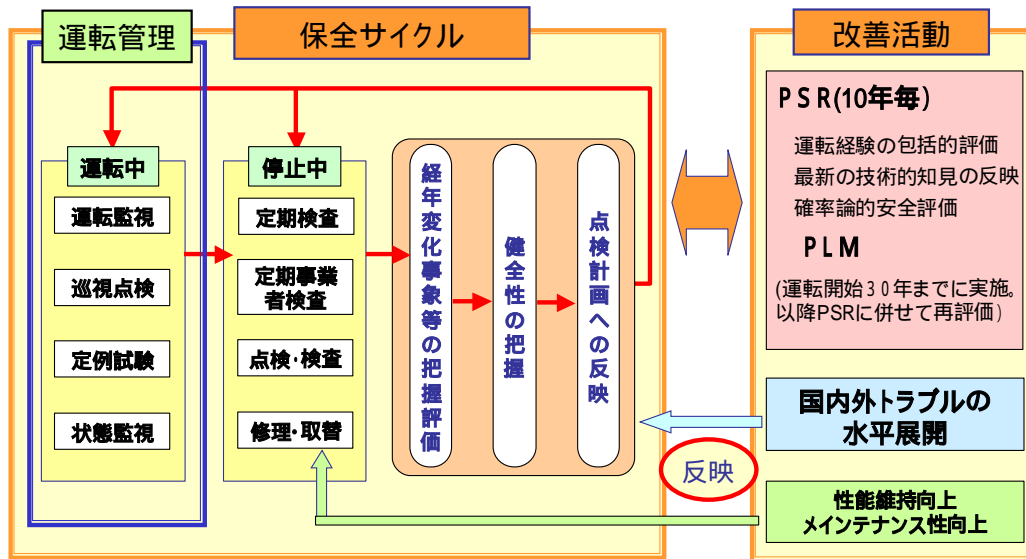 運転管理
保全サイクル
改善活動
運転中
運転監視
巡視点検
定例試験
状態監視
停止中
定期検査
定期事業
者検査
点検・検査
修理・取替
経年変化事象等の把握評価
健全性の把握
点検計画への反映
PSR(10年毎)
運転経験の包括的評価
最新の技術的知見の反映
確率論的安全評価
PLM
(運転開始30年までに実施。
以降PSRに併せて再評価)
国内外トラブルの
水平展開
反映
性能維持向上
メインテナンス性向上